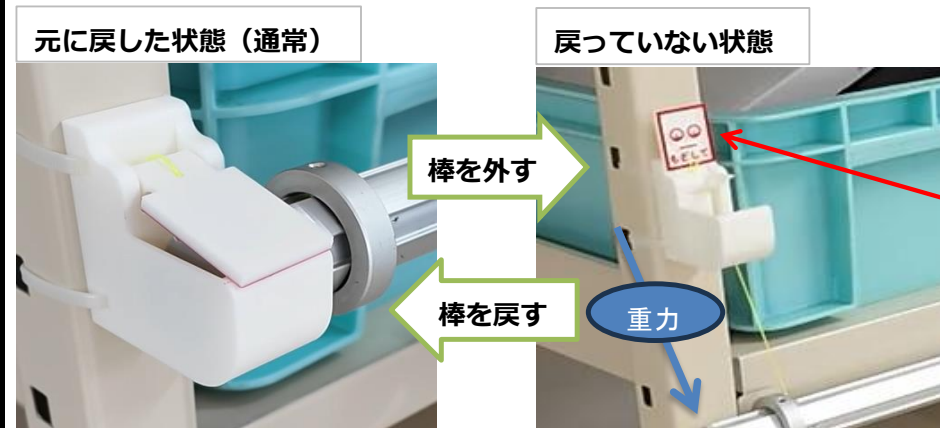 元に戻した状態（通常）
戻っていない状態
棒を外す
もどして
棒を戻す
重力